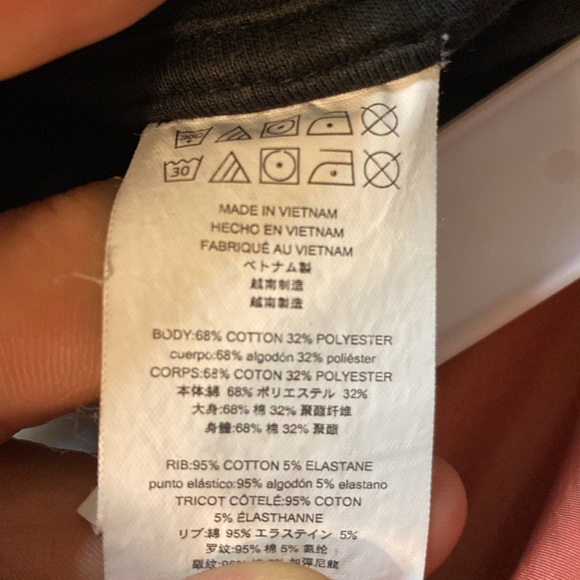 30C
30
MADE IN VIETNAM
HECHO EN VIETNAM
FABRIQUÉ AU VIETNAM
ベトナム製
越南制造
越南製造
BODY:68% COTTON 32% POLYESTER
cuerpo:68% algodón 32% poliéster
CORPS:68% COTON 32% POLYESTER
本体:綿 68% ポリエステル 32%
大身:68% 棉 32% 聚酯纤维
身體:68% 棉 32% 聚酯
RIB:95% COTTON 5% ELASTANE
punto elástico:95% algodón 5% elastano
TRICOT CÔTELÉ:95% COTON
5% ÉLASTHANNE
リブ:綿 95% エラステイン 5%
罗纹:95% 棉 5% 氨纶